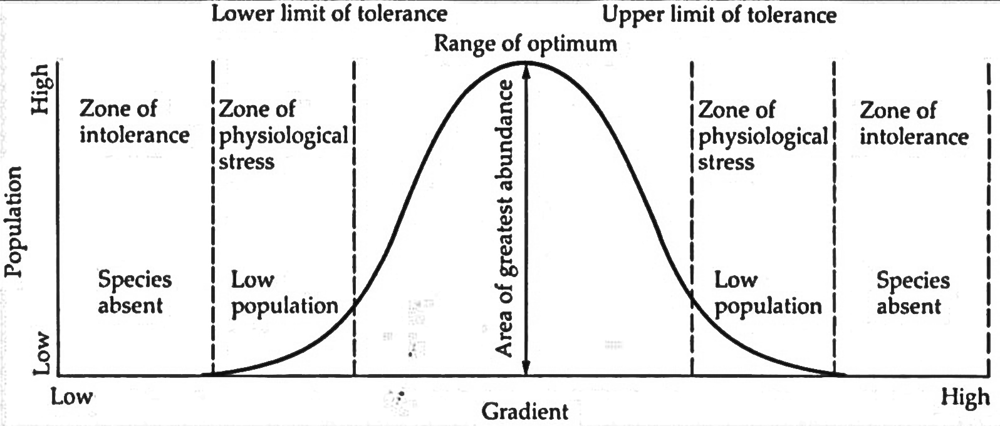 Lower limit of tolerance
Upper limit of tolerance
Range of optimum
High
Population
Low
Zone of
intolerance
Species
absent
Zone of
physiological
stress
Low
population
Area of greatest abundance
Zone of
physiological
stress
Low
population
Zone of
intolerance
Species
absent
Low
Gradient
High